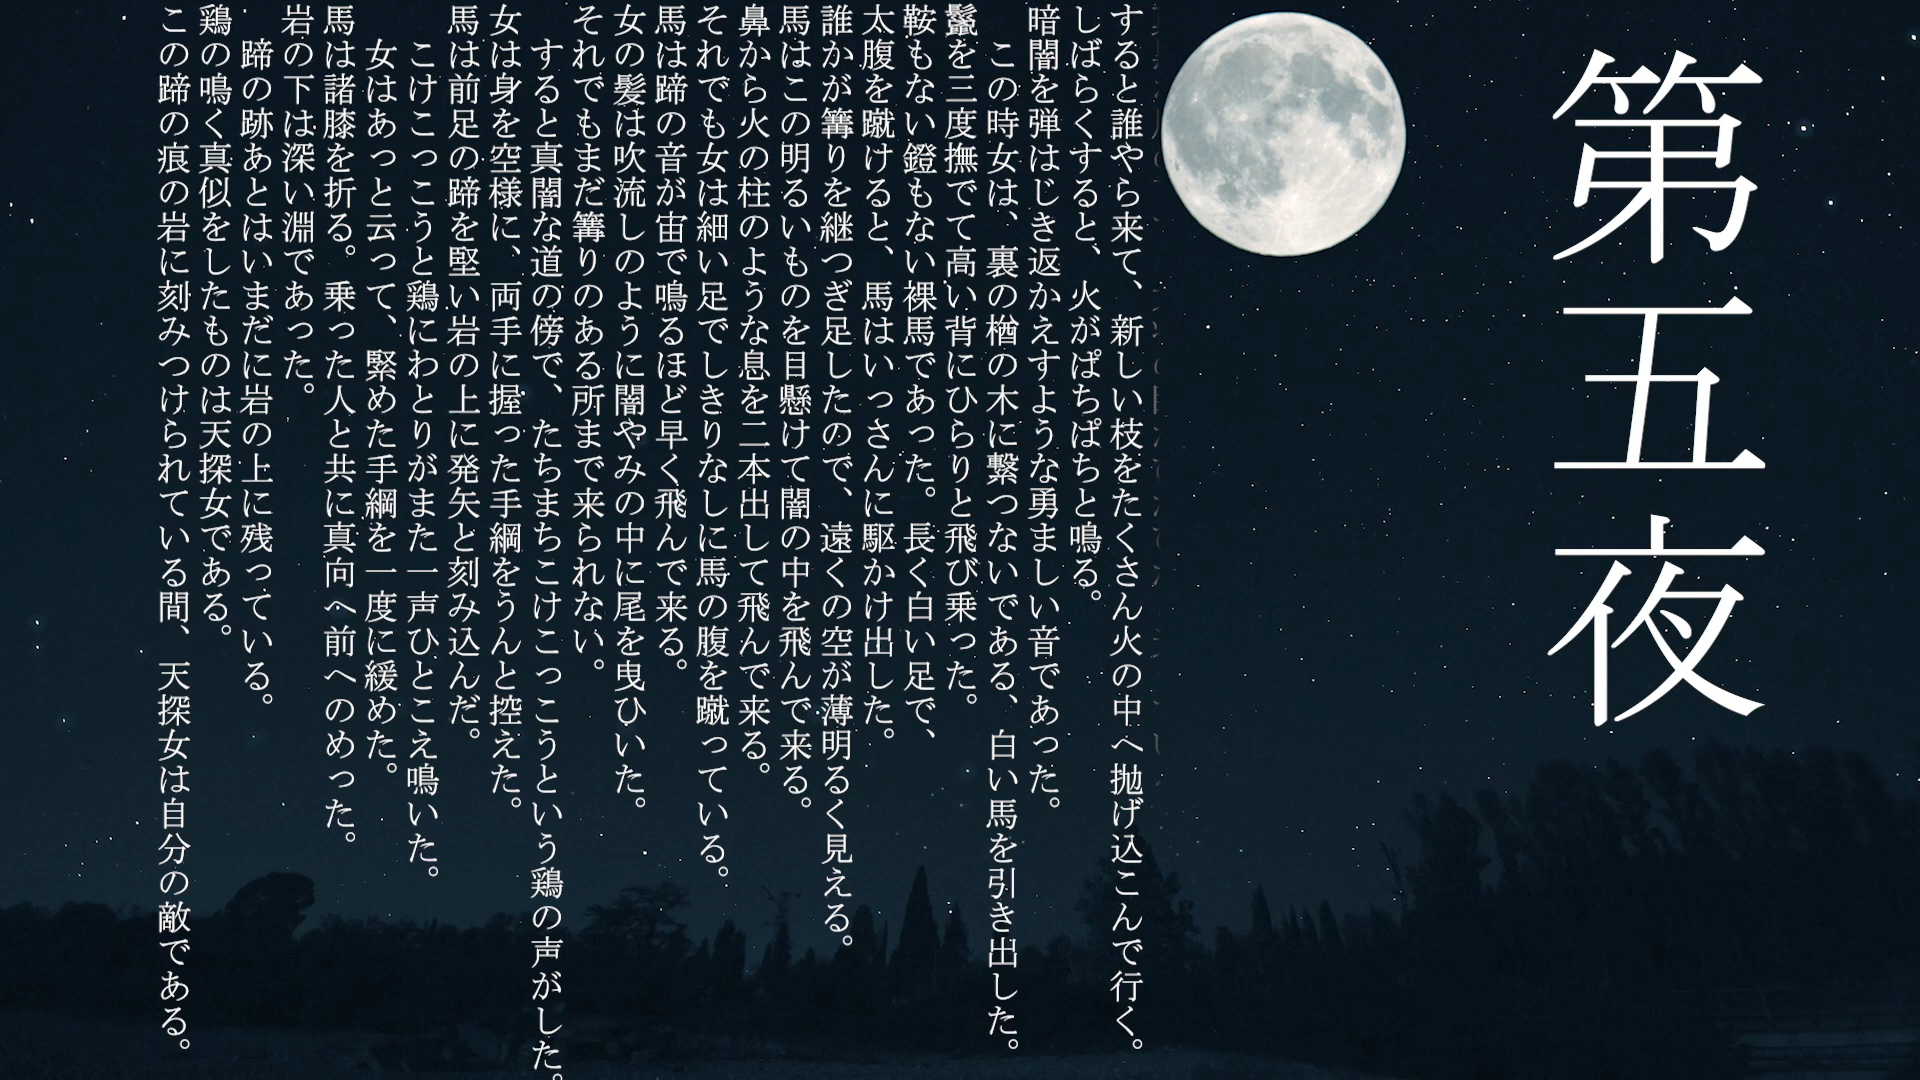 第五夜
すると誰やら来て、新しい枝をたくさん火の中へ抛げ込こんで行く。
しばらくすると、火がぱちぱちと鳴る。
暗闇を弾はじき返かえすような勇ましい音であった。
この時女は、裏の楢の木に繋つないである、白い馬を引き出した。
鬣を三度撫でて高い背にひらりと飛び乗った。
鞍もない鐙もない裸馬であった。長く白い足で、
太腹を蹴けると、馬はいっさんに駆かけ出した。
誰かが篝りを継つぎ足したので、遠くの空が薄明るく見える。
馬はこの明るいものを目懸けて闇の中を飛んで来る。
鼻から火の柱のような息を二本出して飛んで来る。
それでも女は細い足でしきりなしに馬の腹を蹴っている。
馬は蹄の音が宙で鳴るほど早く飛んで来る。
女の髪は吹流しのように闇やみの中に尾を曳ひいた。
それでもまだ篝りのある所まで来られない。
すると真闇な道の傍で、たちまちこけこっこうという鶏の声がした。
女は身を空様に、両手に握った手綱をうんと控えた。
馬は前足の蹄を堅い岩の上に発矢と刻み込んだ。
こけこっこうと鶏にわとりがまた一声ひとこえ鳴いた。
女はあっと云って、緊めた手綱を一度に緩めた。
馬は諸膝を折る。乗った人と共に真向へ前へのめった。
岩の下は深い淵であった。
蹄の跡あとはいまだに岩の上に残っている。
鶏の鳴く真似をしたものは天探女である。
この蹄の痕の岩に刻みつけられている間、天探女は自分の敵である。